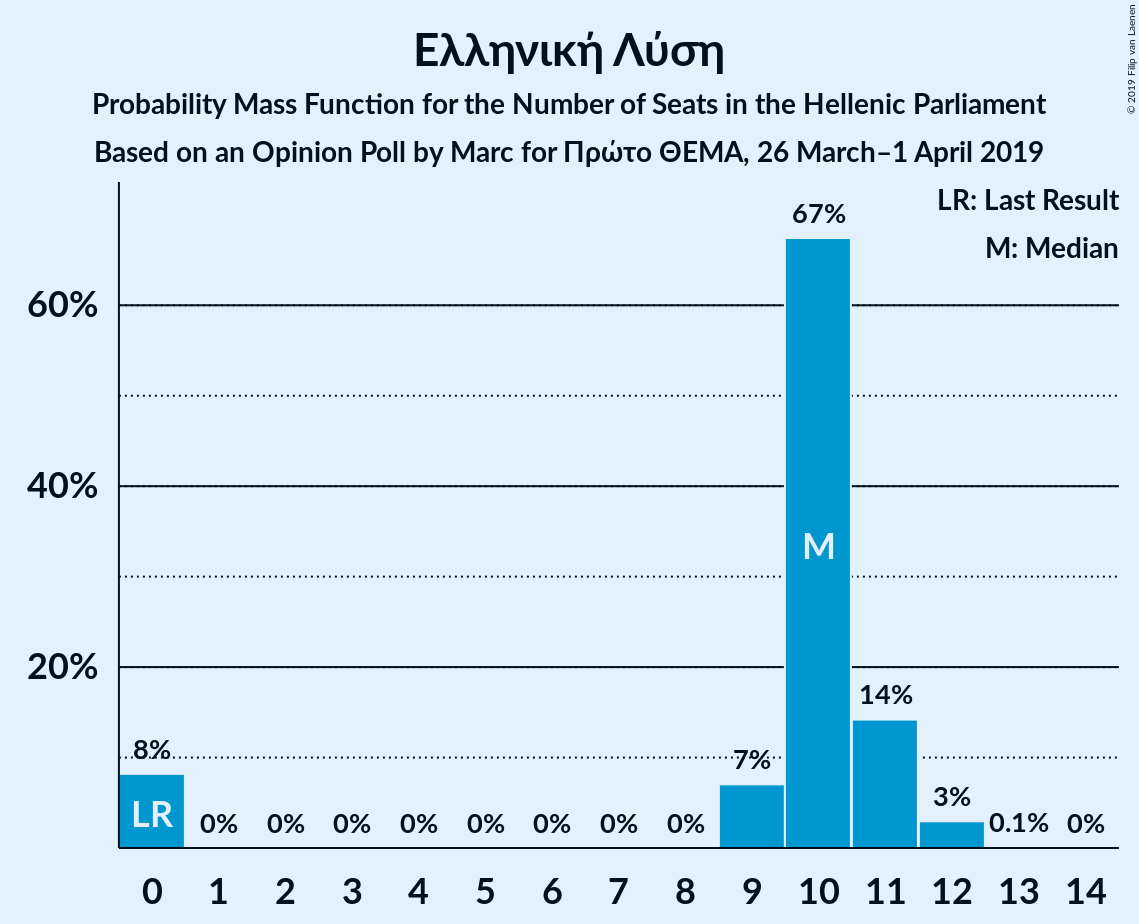 Ελληνική Λύση
Probability Mass Function for the Number of Seats in the Hellenic Parliament
Based on an Opinion Poll by Marc for Πρώτο ΘΕΜΑ, 26 March–1 April 2019
© 2019 Filip van Laenen
LR: Last Result
M: Median
67%
60%
40%
M
20%
14%
8%
7%
3%
LR
0% 0% 0% 0% 0% 0% 0% 0% 0.1% 0%
0 1 2 3 4 5 6 7 8 9 10 11 12 13 14